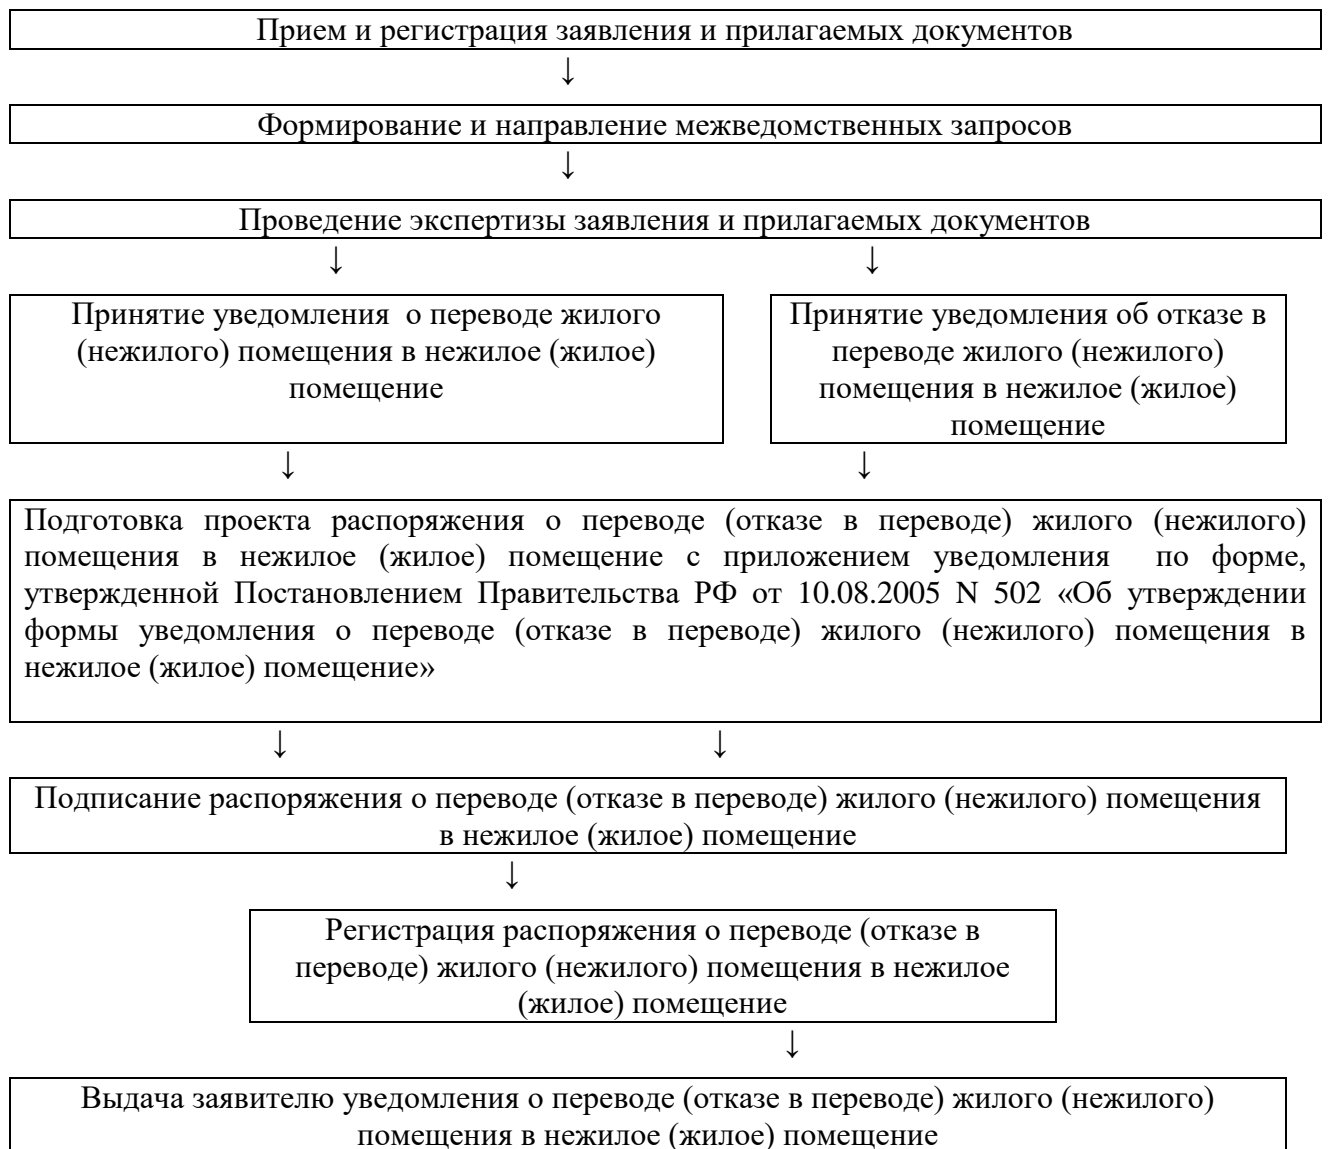 Прием и регистрация заявления и прилагаемых документов
↓
Формирование и направление межведомственных запросов
↓
Проведение экспертизы заявления и прилагаемых документов
↓ ↓
Принятие уведомления о переводе жилого
(нежилого) помещения в нежилое (жилое)
помещение
Принятие уведомления об отказе в
переводе жилого (нежилого)
помещения в нежилое (жилое)
помещение
↓ ↓
Подготовка проекта распоряжения о переводе (отказе в переводе) жилого (нежилого)
помещения в нежилое (жилое) помещение с приложением уведомления по форме,
утвержденной Постановлением Правительства РФ от 10.08.2005 N 502 «Об утверждении
формы уведомления о переводе (отказе в переводе) жилого (нежилого) помещения в
нежилое (жилое) помещение»
↓ ↓
Подписание распоряжения о переводе (отказе в переводе) жилого (нежилого) помещения
в нежилое (жилое) помещение
↓
Регистрация распоряжения о переводе (отказе в
переводе) жилого (нежилого) помещения в нежилое
(жилое) помещение
↓
Выдача заявителю уведомления о переводе (отказе в переводе) жилого (нежилого)
помещения в нежилое (жилое) помещение